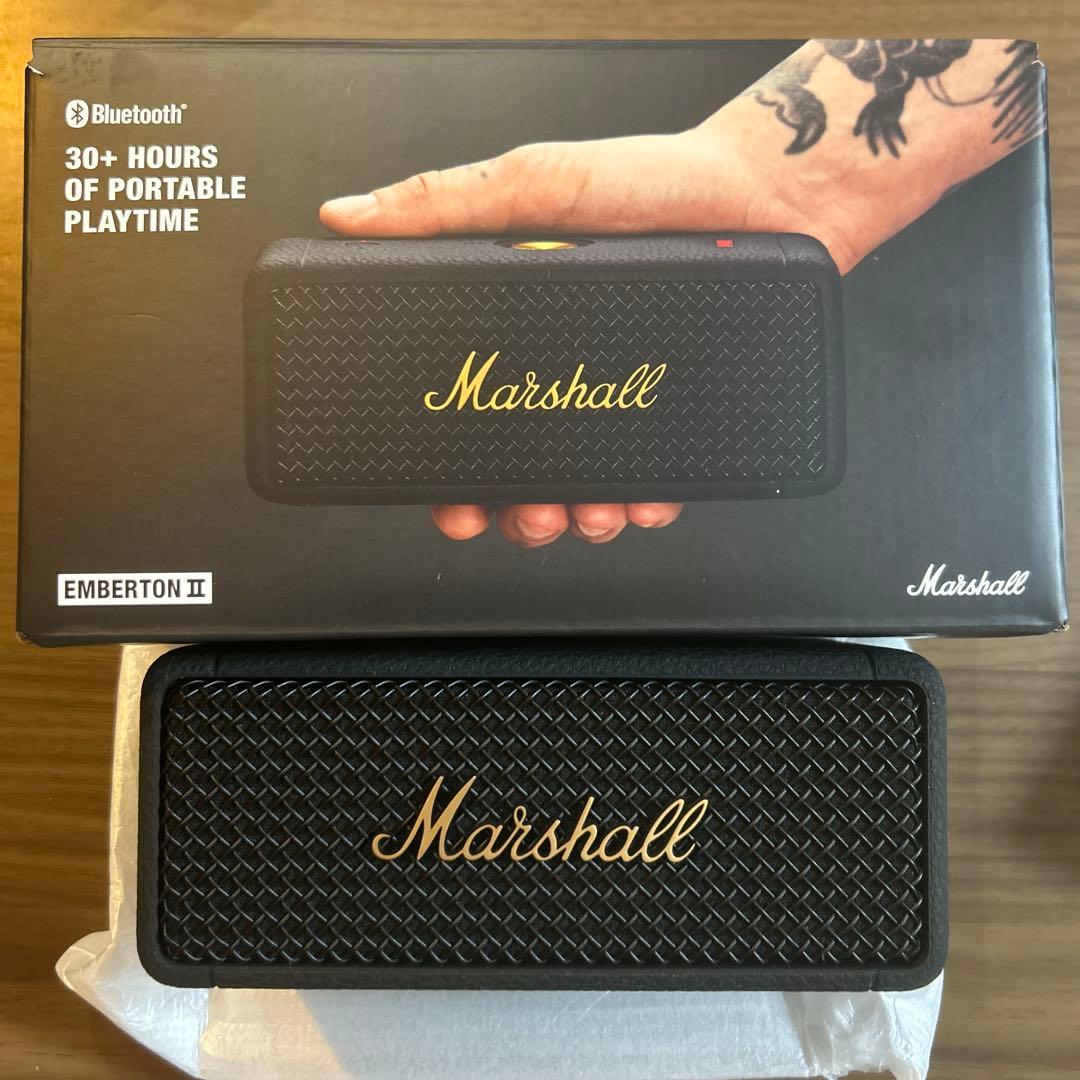 Bluetooth®
30+ HOURS
OF PORTABLE
PLAYTIME
Marshall
EMBERTON II
Marshall
Marshall